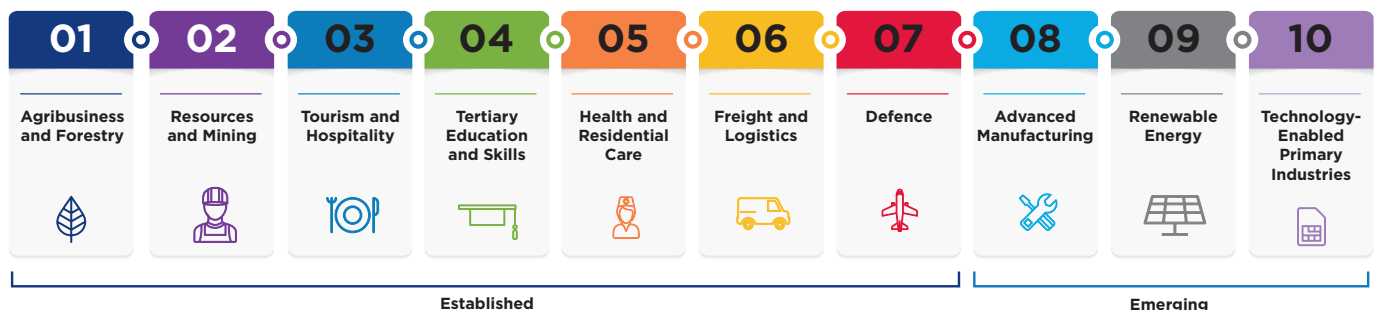 01
02
03
04
05
06
07
08
09
10
Agribusiness
and Forestry
Resources
and Mining
Tourism and
Hospitality
Tertiary
Education
and Skills
Health and
Residential
Care
Freight and
Logistics
Defence
Advanced
Manufacturing
Renewable
Energy
Technology-
Enabled
Primary
Industries
Established
Emerging